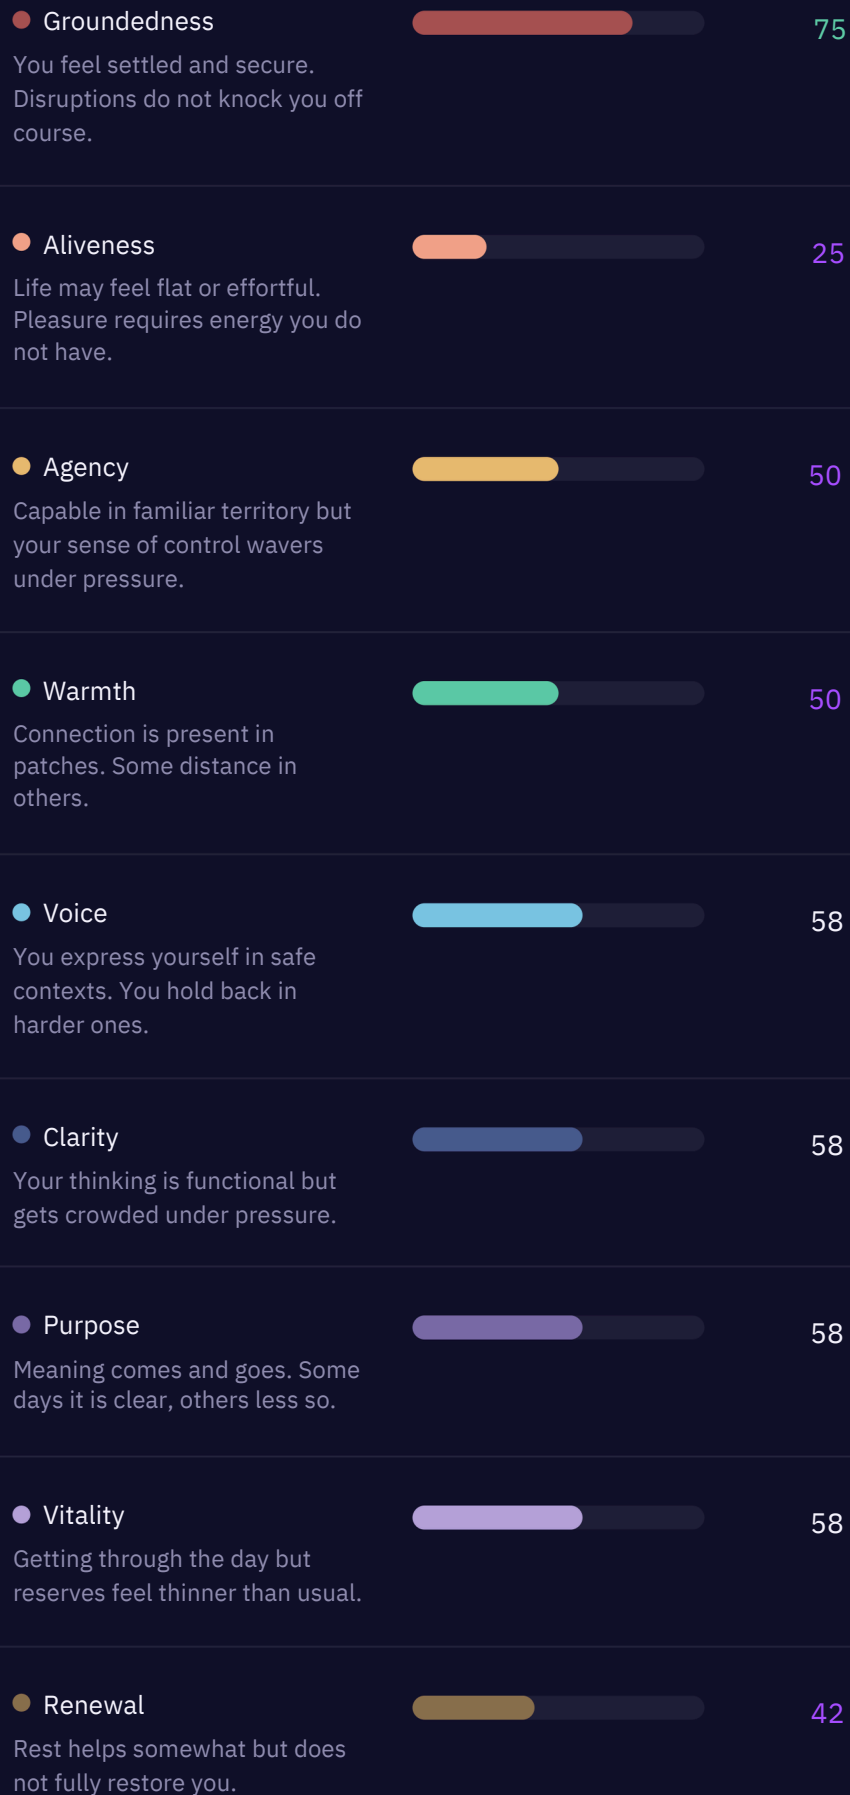 Groundedness
75
You feel settled and secure.
Disruptions do not knock you off
course.
Aliveness
25
Life may feel flat or effortful.
Pleasure requires energy you do
not have.
Agency
50
Capable in familiar territory but
your sense of control wavers
under pressure.
Warmth
50
Connection is present in
patches. Some distance in
others.
Voice
58
You express yourself in safe
contexts. You hold back in
harder ones.
Clarity
58
Your thinking is functional but
gets crowded under pressure.
Purpose
58
Meaning comes and goes. Some
days it is clear, others less so.
Vitality
58
Getting through the day but
reserves feel thinner than usual.
Renewal
42
Rest helps somewhat but does
not fully restore you.